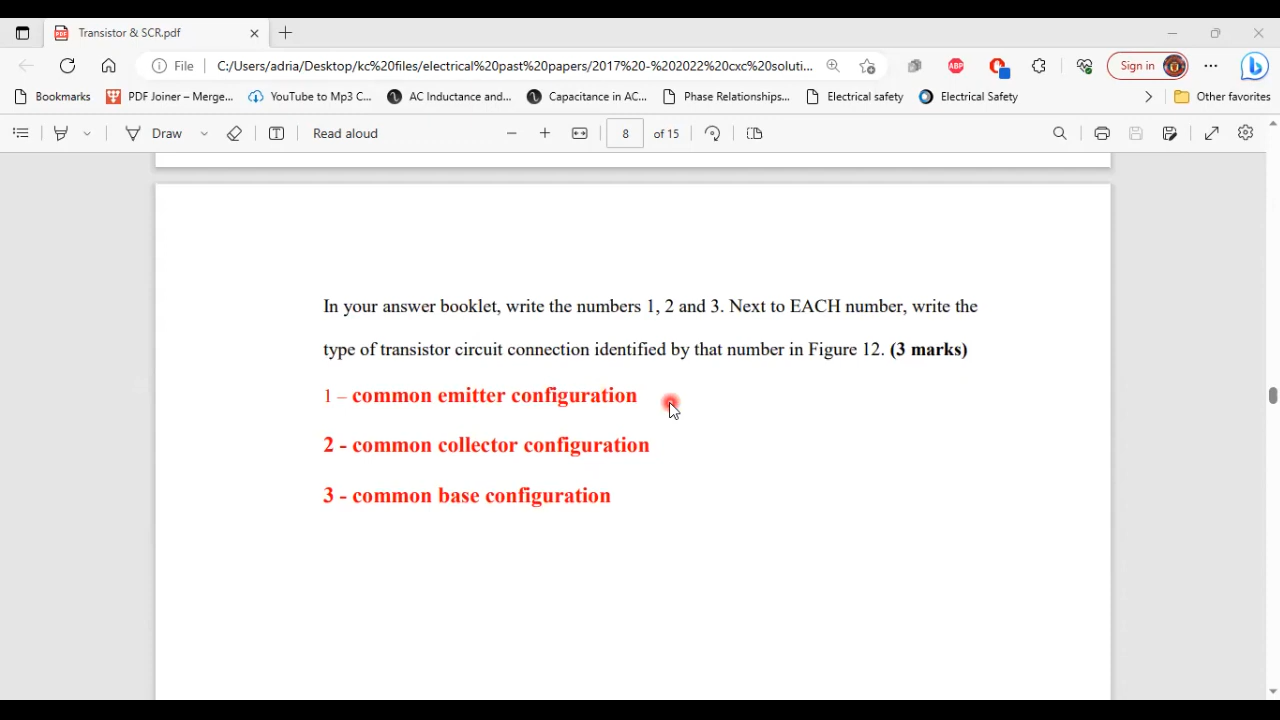 Transistor & SCR.pdf
File
C:/Users/adria/Desktop/kc%20files/electrical%20past%20papers/2017%20-%202022%20cxc%20soluti...
Sign in
Bookmarks
PDF Joiner – Merge...
YouTube to Mp3 C...
AC Inductance and...
Capacitance in AC...
Phase Relationships...
Electrical safety
Electrical Safety
Other favorites
Draw
Read aloud
8
of 15
ABP
In your answer booklet, write the numbers 1, 2 and 3. Next to EACH number, write the
type of transistor circuit connection identified by that number in Figure 12. (3 marks)
1 – common emitter configuration
2 - common collector configuration
3 - common base configuration